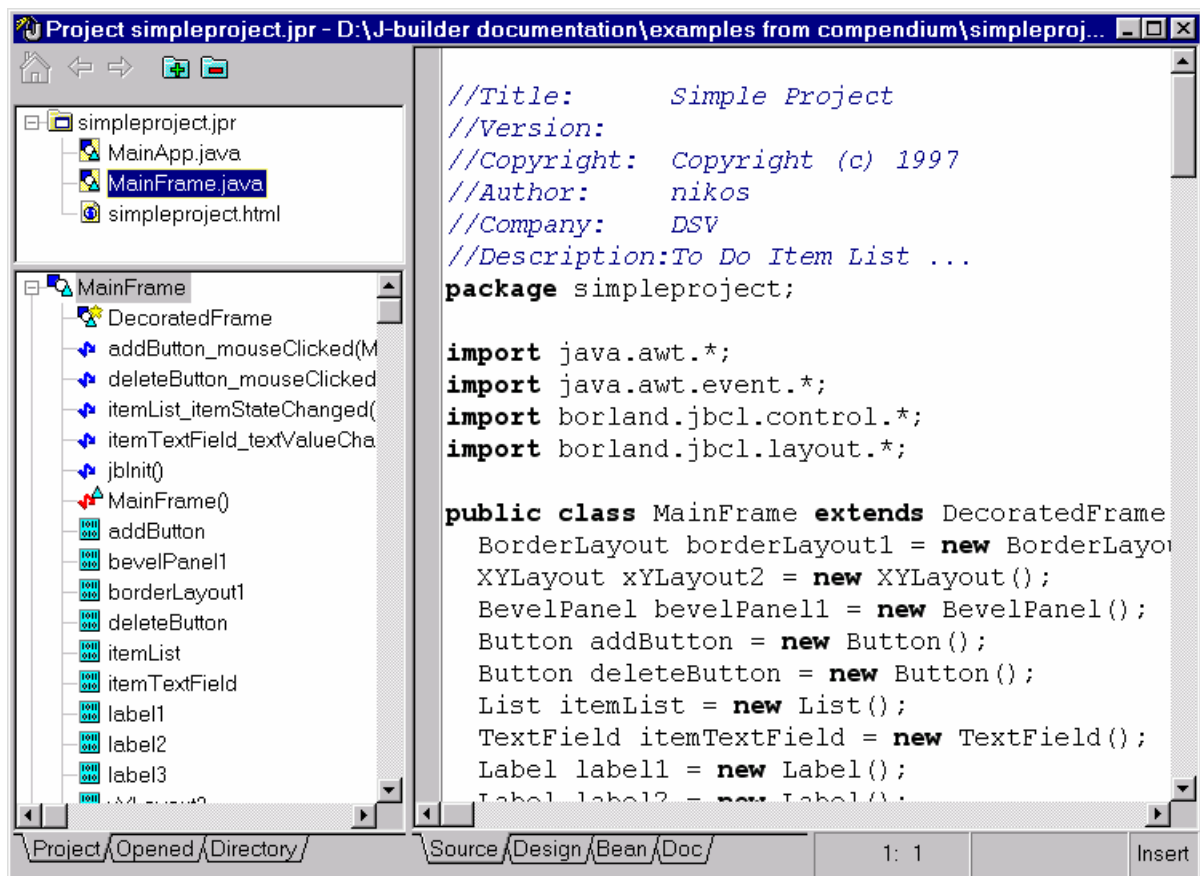 Project simpleproject.jpr - D:\J-builder documentation\examples from compendium\simpleproj...
simpleproject.jpr
MainApp.java
MainFrame.java
simpleproject.html
MainFrame
DecoratedFrame
addButton_mouseClicked(M
deleteButton_mouseClicked
itemList_itemStateChanged(
itemTextField_textValueCha
jbInit()
MainFrame()
addButton
bevelPanel1
borderLayout1
deleteButton
itemList
itemTextField
label1
label2
label3
Project Opened Directory
//Title:      Simple Project
//Version:
//Copyright:  Copyright (c) 1997
//Author:     nikos
//Company:    DSV
//Description:To Do Item List ...
package simpleproject;
import java.awt.*;
import java.awt.event.*;
import borland.jbcl.control.*;
import borland.jbcl.layout.*;
public class MainFrame extends DecoratedFrame
BorderLayout borderLayout1 = new BorderLayou
XYLayout xYLayout2 = new XYLayout();
BevelPanel bevelPanel1 = new BevelPanel();
Button addButton = new Button();
Button deleteButton = new Button();
List itemList = new List();
TextField itemTextField = new TextField();
Label label1 = new Label();
Label label2 = new Label();
Source Design Bean Doc
1: 1
Insert